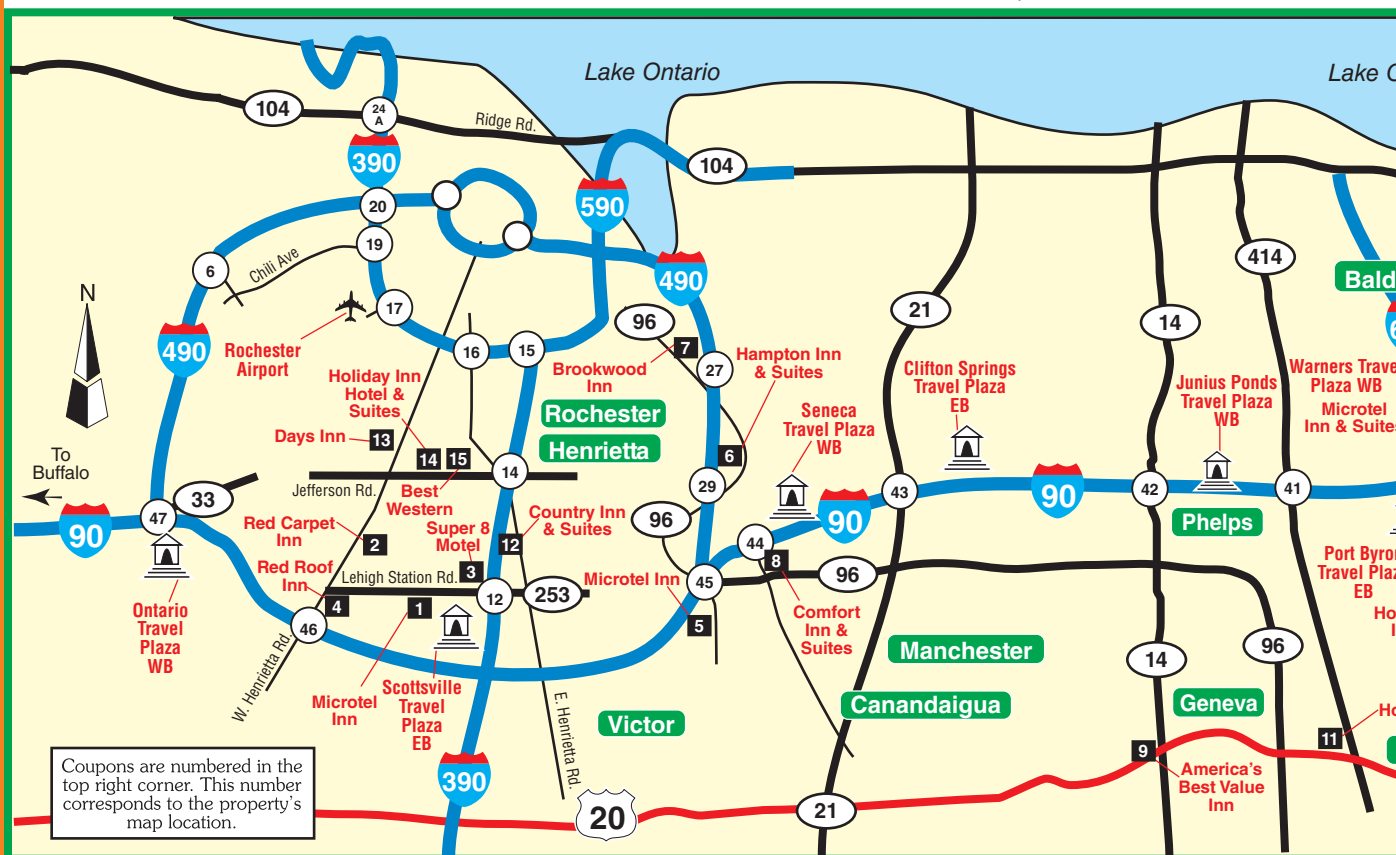 Lake Ontario
Lake
104
24
A
Ridge Rd.
390
104
590
20
19
6
Chili Ave
490
414
Bald
N
17
21
96
14
490
Rochester
Airport
16
15
7
Brookwood
Inn
27
Hampton Inn
& Suites
Clifton Springs
Travel Plaza
EB
Junius Ponds
Travel Plaza
WB
Warners Trave
Plaza WB
Microtel
Inn & Suites
6
Holiday Inn
Hotel &
Suites
Rochester
Henrietta
Seneca
Travel Plaza
WB
Days Inn
13
14
15
6
To
Buffalo
Jefferson Rd.
14
Best
Western
29
43
90
42
41
33
47
90
90
96
Phelps
Red Carpet
Inn
2
Super 8
Motel
3
Country Inn
& Suites
12
44
8
96
Port Byron
Travel Plaza
EB
Red Roof
Inn
Lehigh Station Rd.
4
1
12
253
Microtel Inn
45
5
Comfort
Inn &
Suites
Ontario
Travel
Plaza
WB
46
W. Henrietta Rd.
Microtel
Inn
Scottsville
Travel
Plaza
EB
E. Henrietta Rd.
Victor
Manchester
Canandaigua
14
96
Geneva
Ho
11
9
America's
Best Value
Inn
390
20
21
Coupons are numbered in the
top right corner. This number
corresponds to the property's
map location.